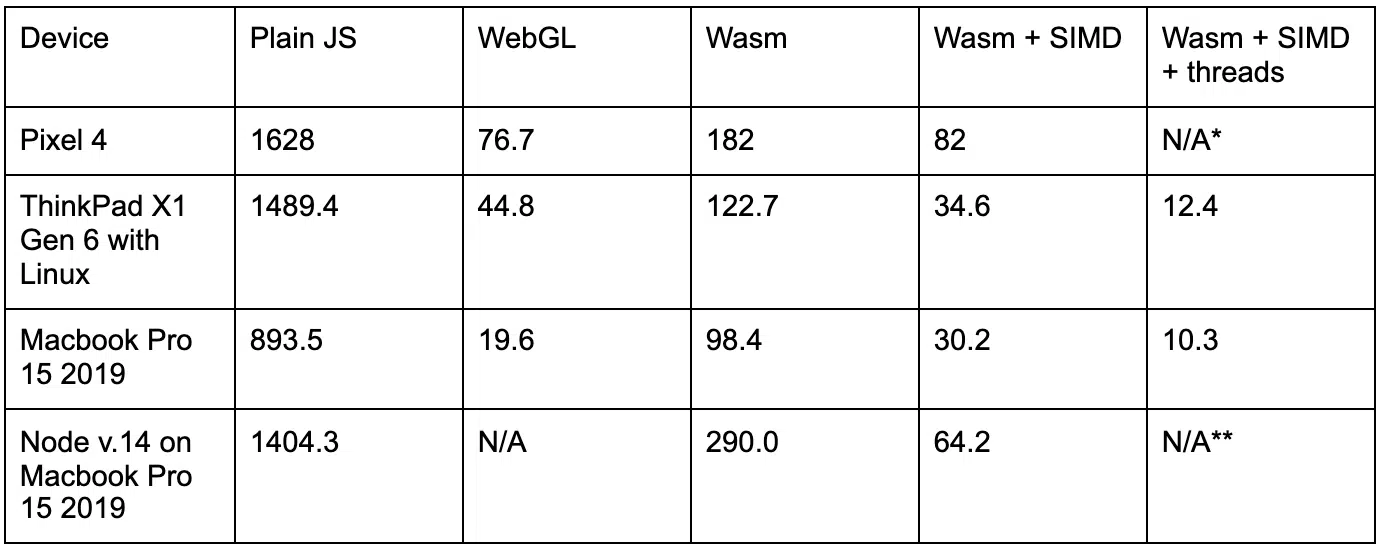 Device Plain JS WebGL Wasm Wasm + SIMD Wasm + SIMD
+ threads
Pixel 4 1628 76.7 182 82 N/A*
ThinkPad X1 1489.4 44.8 122.7 34.6 12.4
Gen 6 with
Linux
Macbook Pro 893.5 19.6 98.4 30.2 10.3
15 2019
Node v.14 on 1404.3 N/A 290.0 64.2 N/A**
Macbook Pro
15 2019